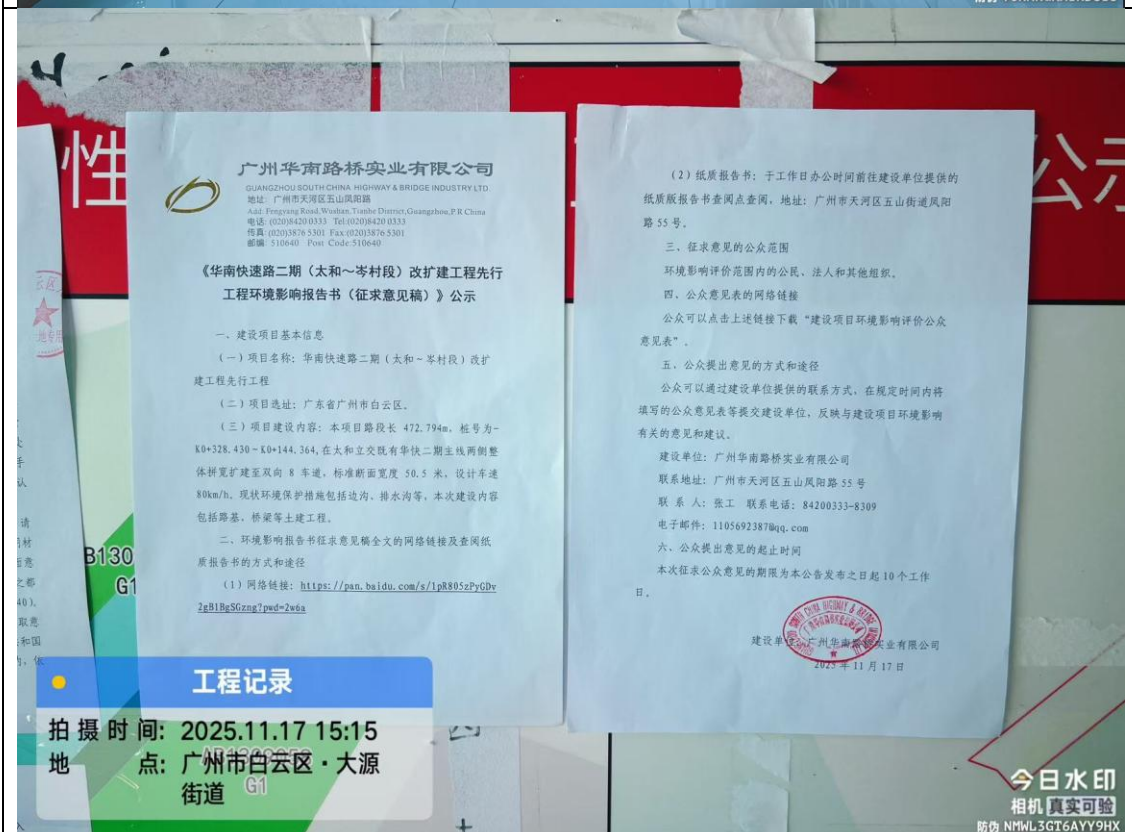 性
公示
广州华南路桥实业有限公司
GUANGZHOU SOUTH CHINA HIGHWAY & BRIDGE INDUSTRY LTD.
地址: 广州市天河区五山凤阳路
Add: Fengyang Road, Wushan, Tianhe District, Guangzhou, P.R China
电话: (020)8420 0333 Tel:(020)8420 0333
传真: (020)3876 5301 Fax:(020)3876 5301
邮编: 510640 Post Code:510640
《华南快速路二期（太和～岑村段）改扩建工程先行
工程环境影响报告书（征求意见稿）》公示
一、建设项目基本信息
（一）项目名称: 华南快速路二期（太和～岑村段）改扩
建工程先行工程
（二）项目选址: 广东省广州市白云区。
（三）项目建设内容: 本项目路段长 472.794m, 桩号为-
K0+328.430~K0+144.364, 在太和立交既有华快二期主线两侧整
体拼宽扩建至双向 8 车道, 标准断面宽度 50.5 米, 设计车速
80km/h。现状环境保护措施包括边沟、排水沟等。本次建设内容
包括路基、桥梁等土建工程。
二、环境影响报告书征求意见稿全文的网络链接及查阅纸
质报告书的方式和途径
（1）网络链接: https://pan.baidu.com/s/1pR805zPyGDv
2gBlBgSGzng?pwd=2w6a
（2）纸质报告书: 于工作日办公时间前往建设单位提供的
纸质版报告书查阅点查阅。地址: 广州市天河区五山街道凤阳
路 55 号。
三、征求意见的公众范围
环境影响评价范围内的公民、法人和其他组织。
四、公众意见表的网络链接
公众可以点击上述链接下载“建设项目环境影响评价公众
意见表”。
五、公众提出意见的方式和途径
公众可以通过建设单位提供的联系方式, 在规定时间内将
填写的公众意见表等提交建设单位, 反映与建设项目环境影响
有关的意见和建议。
建设单位: 广州华南路桥实业有限公司
联系地址: 广州市天河区五山凤阳路 55 号
联 系 人: 张工 联系电话: 84200333-8309
电子邮件: 1105692387@qq.com
六、公众提出意见的起止时间
本次征求公众意见的期限为本公告发布之日起 10 个工作
日。
建设单位: 广州华南路桥实业有限公司
2025 年 11 月 17 日
B130
G1
工程记录
拍摄时间: 2025.11.17 15:15
地 点: 广州市白云区·大源
街道
G1
今日水印
相机 真实可验
防伪 NMWL3GT6AYY9HX